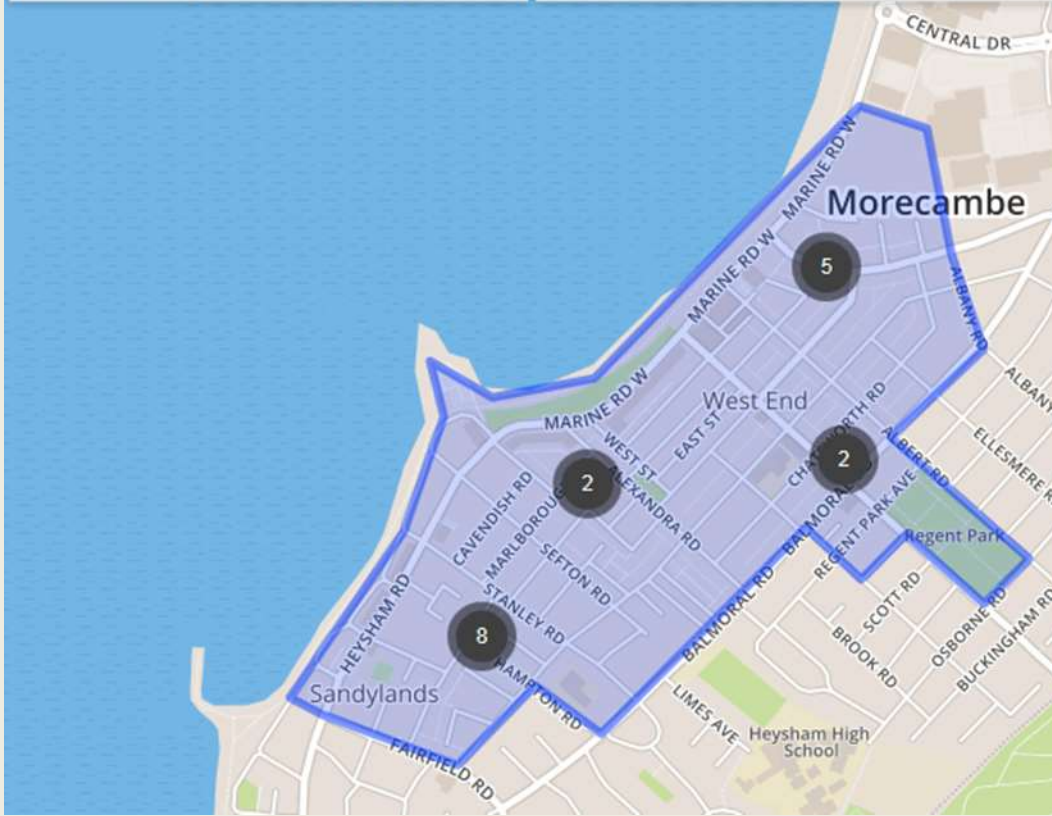 CENTRAL DR
MARINE RD W
Morecambe
MARINE RD W
5
ALBANY RD
ALBANY
MARINE RD W
West End
CHATSWORTH RD
EAST ST
WEST ST
ALBERT RD
ELLESMERE R
2
2
ALEXANDRA RD
BALMORAL
REGENT PARK AVE
CAVENDISH RD
MARLBOROUG
Regent Park
SEFTON RD
HEYSHAM RD
STANLEY RD
BALMORAL RD
SCOTT RD
OSBORNE RD
BUCKINGHAM RD
BROOK RD
8
HAMPTON RD
Sandylands
LIMES AVE
Heysham High
School
FAIRFIELD RD